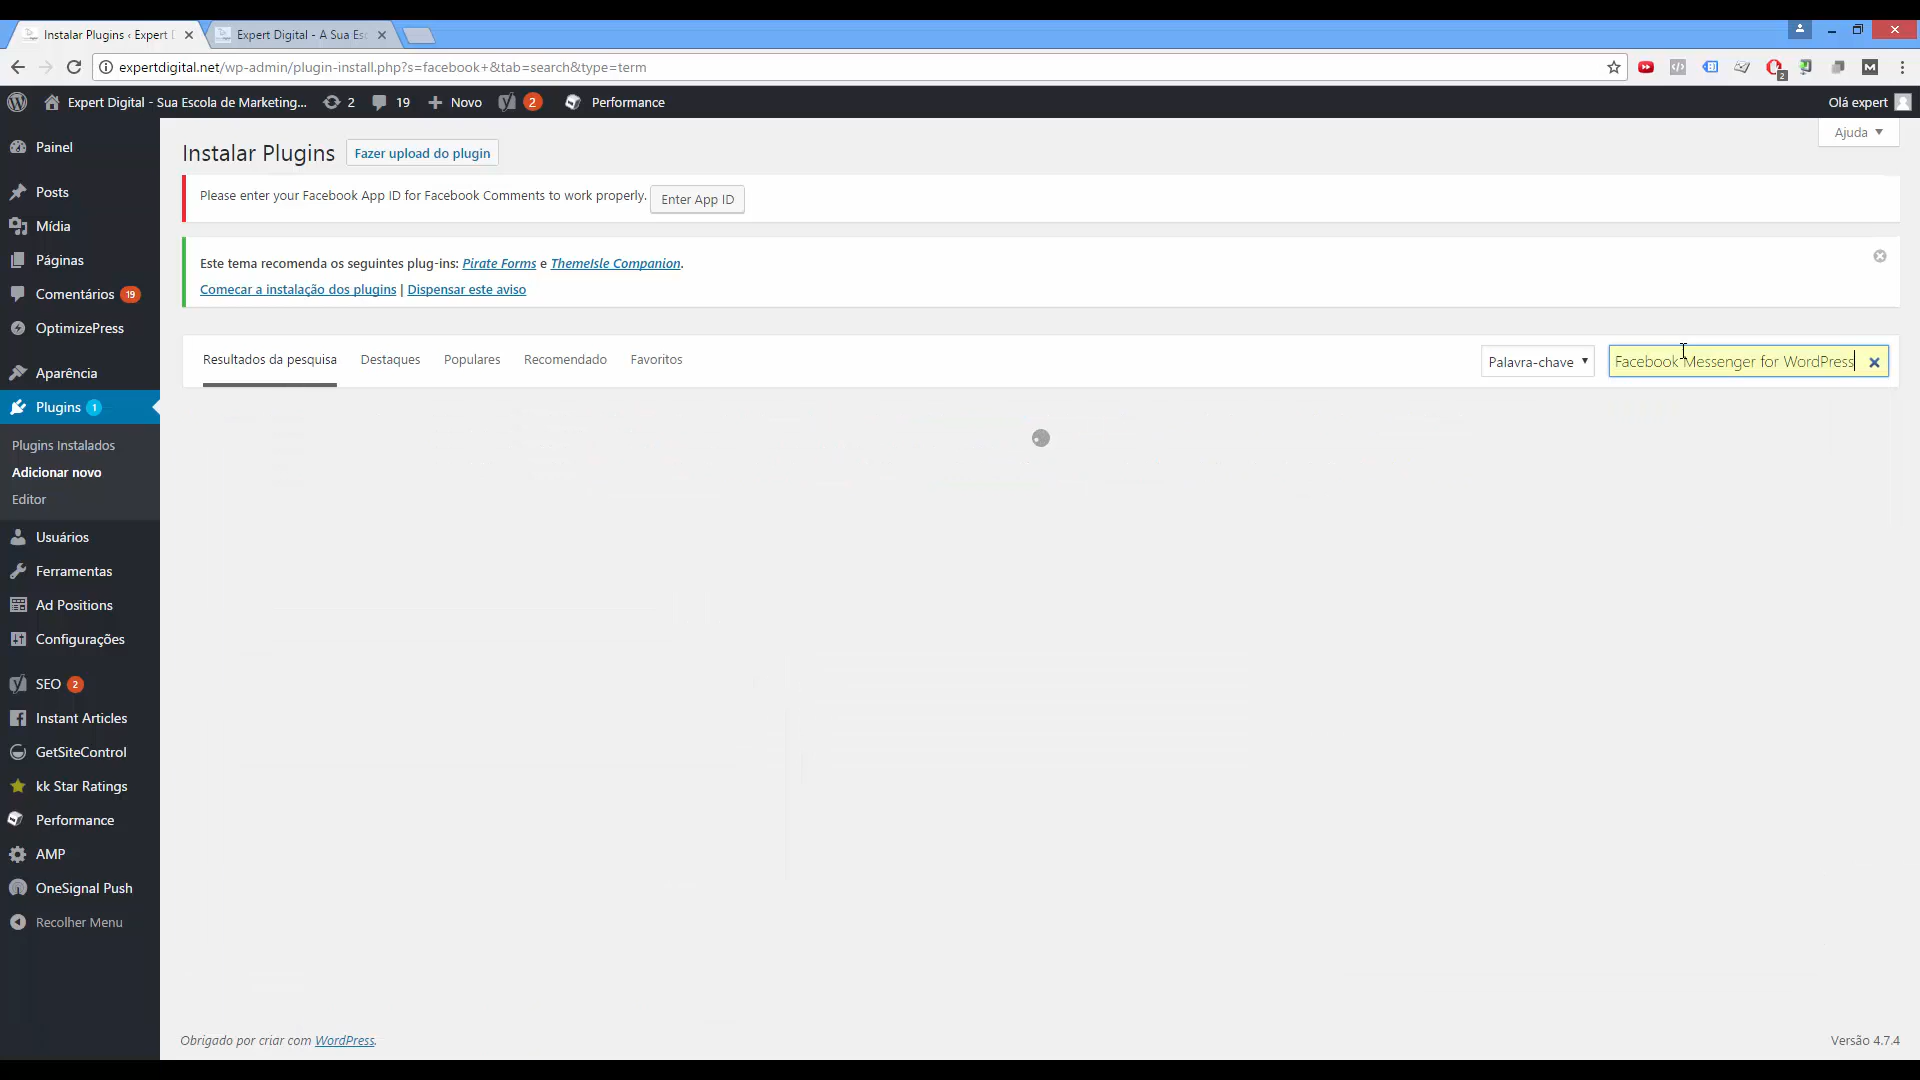 Instalar Plugins ‹ Expert D
Expert Digital - A Sua Es
expertdigital.net/wp-admin/plugin-install.php?s=facebook+&tab=search&type=term
2
M
Expert Digital - Sua Escola de Marketing...
2
19
Novo
2
Performance
Olá expert
Ajuda
Painel
Posts
Mídia
Páginas
Comentários 19
OptimizePress
Aparência
Plugins 1
Plugins Instalados
Adicionar novo
Editor
Usuários
Ferramentas
Ad Positions
Configurações
SEO 2
Instant Articles
GetSiteControl
kk Star Ratings
Performance
AMP
OneSignal Push
Recolher Menu
Instalar Plugins
Fazer upload do plugin
Please enter your Facebook App ID for Facebook Comments to work properly. Enter App ID
Este tema recomenda os seguintes plug-ins: Pirate Forms e ThemeIsle Companion.
Comecar a instalação dos plugins | Dispensar este aviso
Resultados da pesquisa
Destaques
Populares
Recomendado
Favoritos
Palavra-chave
Facebook Messenger for WordPress
Obrigado por criar com WordPress.
Versão 4.7.4